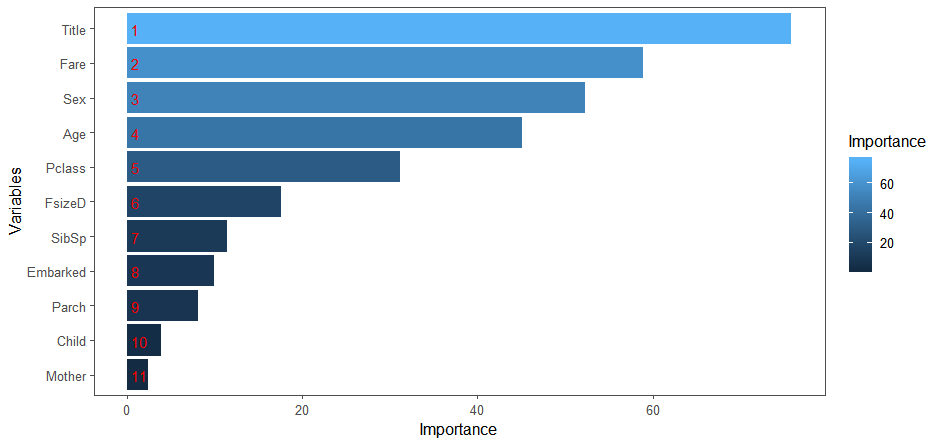 Variables
Title 1
Fare 2
Sex 3
Age 4
Pclass 5
FsizeD 6
SibSp 7
Embarked 8
Parch 9
Child 10
Mother 11
0 20 40 60
Importance
Importance
60
40
20